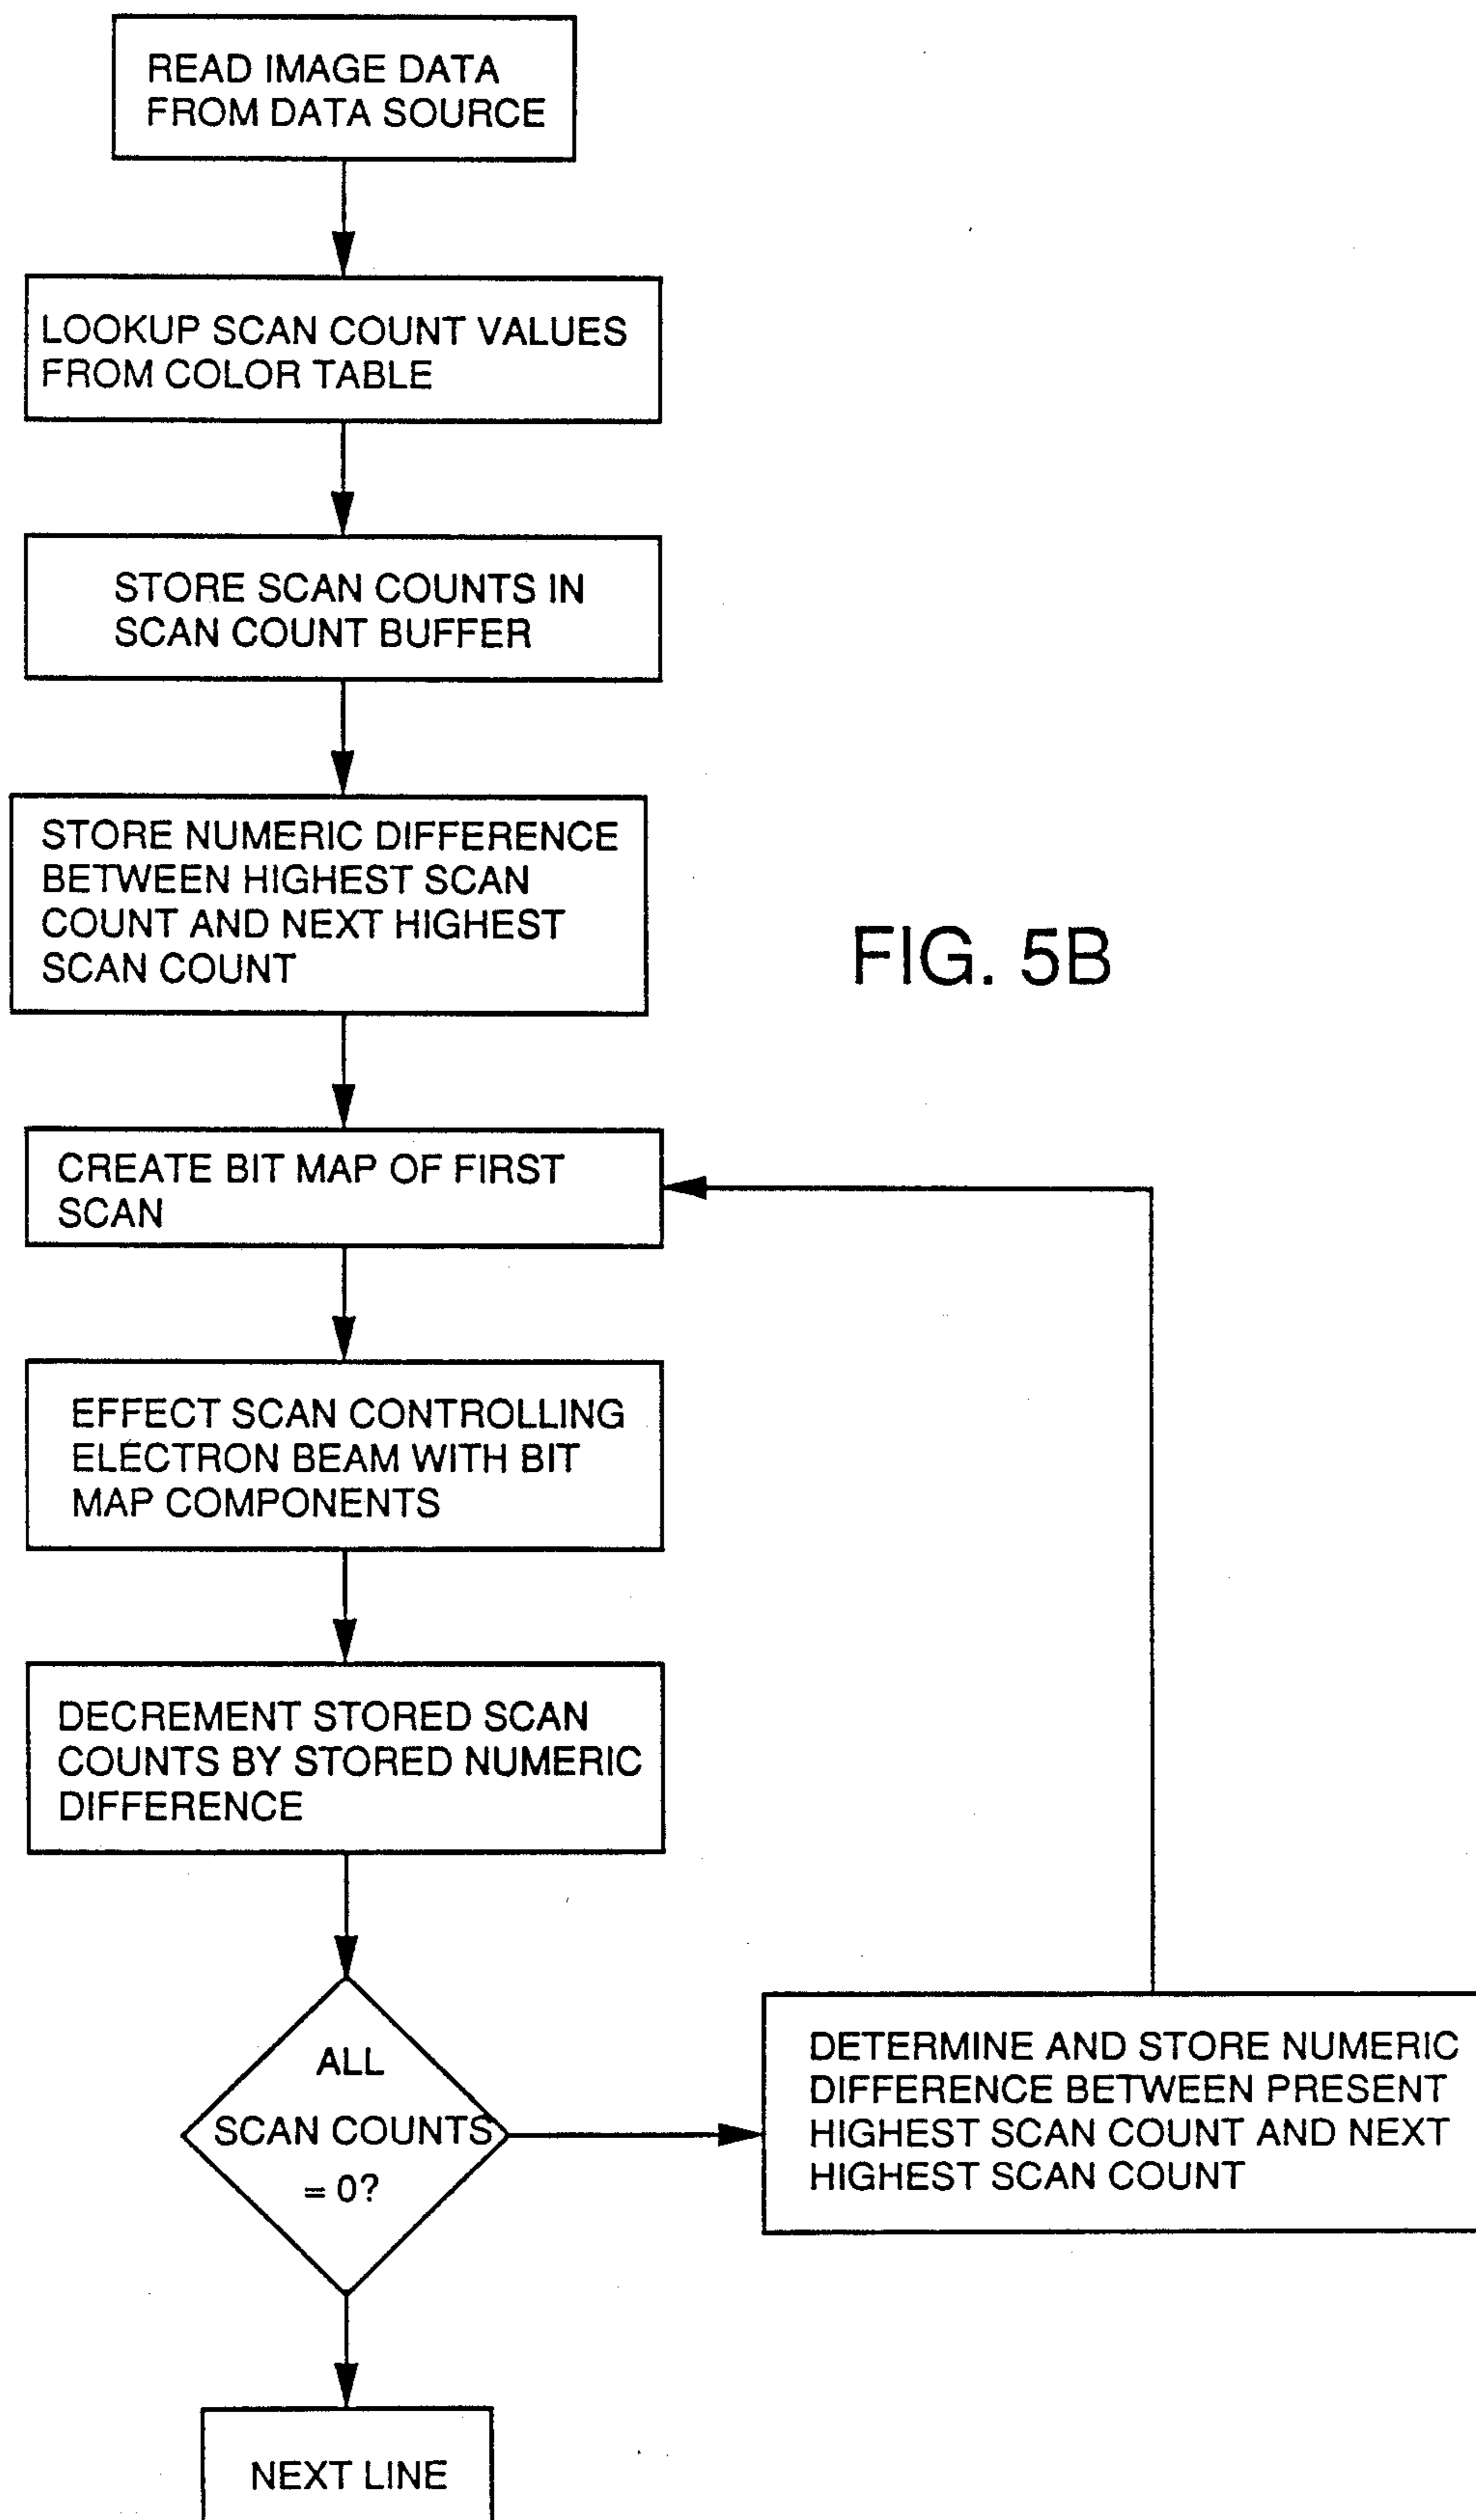 READ IMAGE DATA
FROM DATA SOURCE
LOOKUP SCAN COUNT VALUES
FROM COLOR TABLE
STORE SCAN COUNTS IN
SCAN COUNT BUFFER
STORE NUMERIC DIFFERENCE
BETWEEN HIGHEST SCAN
COUNT AND NEXT HIGHEST
SCAN COUNT
FIG. 5B
CREATE BIT MAP OF FIRST
SCAN
EFFECT SCAN CONTROLLING
ELECTRON BEAM WITH BIT
MAP COMPONENTS
DECREMENT STORED SCAN
COUNTS BY STORED NUMERIC
DIFFERENCE
ALL
SCAN COUNTS
= 0?
DETERMINE AND STORE NUMERIC
DIFFERENCE BETWEEN PRESENT
HIGHEST SCAN COUNT AND NEXT
HIGHEST SCAN COUNT
NEXT LINE